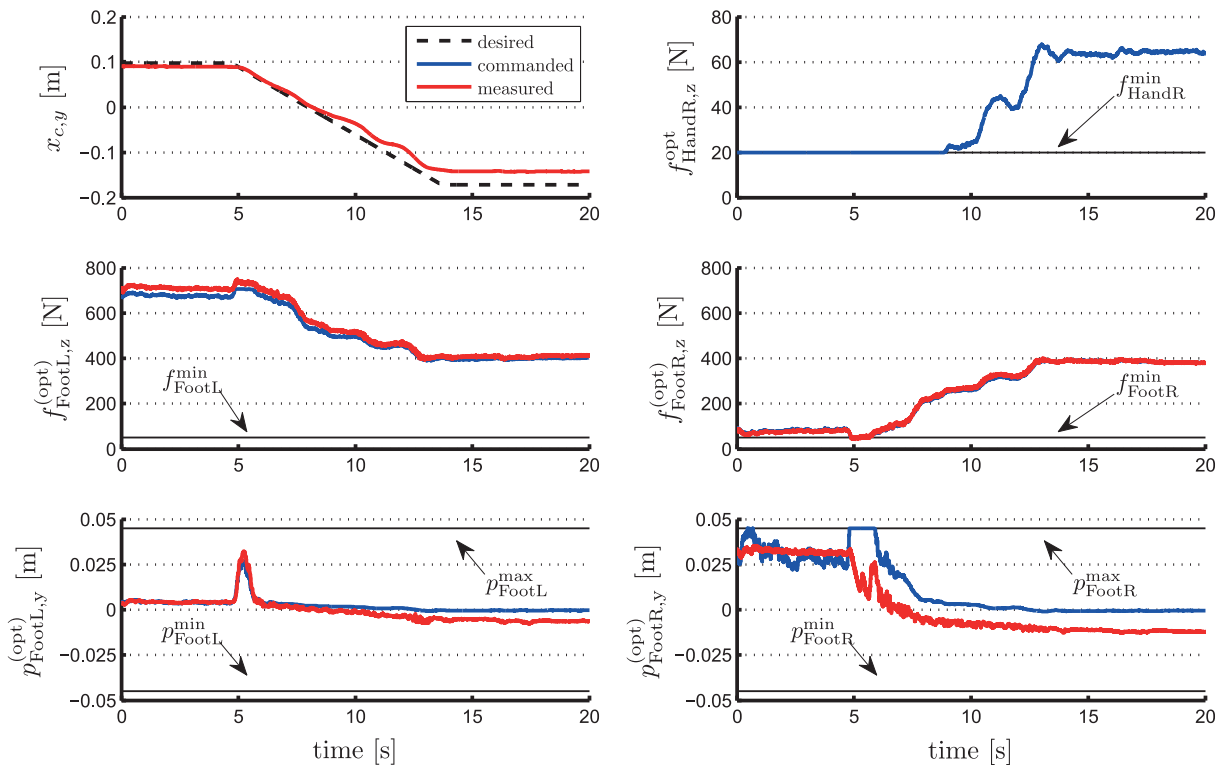 0.2
0.1
0
−0.1
−0.2
x_{c,y} [m]
desired
commanded
measured
0 5 10 15 20
80
60
40
20
0
f^{opt}_{HandR,z} [N]
f^{min}_{HandR}
0 5 10 15 20
800
600
400
200
0
f^{(opt)}_{FootL,z} [N]
f^{min}_{FootL}
0 5 10 15 20
800
600
400
200
0
f^{(opt)}_{FootR,z} [N]
f^{min}_{FootR}
0 5 10 15 20
0.05
0.025
0
−0.025
−0.05
p^{(opt)}_{FootL,y} [m]
p^{max}_{FootL}
p^{min}_{FootL}
0 5 10 15 20
time [s]
0.05
0.025
0
−0.025
−0.05
p^{(opt)}_{FootR,y} [m]
p^{max}_{FootR}
p^{min}_{FootR}
0 5 10 15 20
time [s]